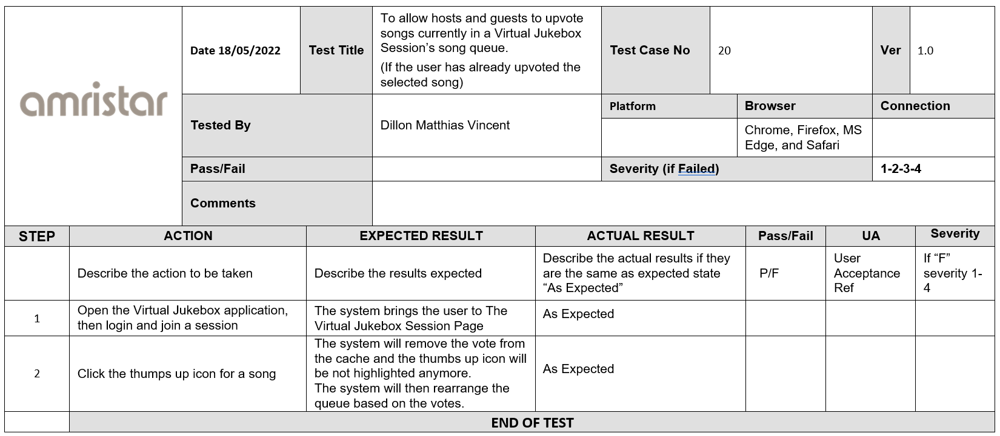 amristar
Date 18/05/2022
Test Title
To allow hosts and guests to upvote
songs currently in a Virtual Jukebox
Session’s song queue.
(If the user has already upvoted the
selected song)
Test Case No
20
Ver
1.0
Tested By
Dillon Matthias Vincent
Platform
Browser
Connection
Chrome, Firefox, MS
Edge, and Safari
Pass/Fail
Severity (if Failed)
1-2-3-4
Comments
STEP
ACTION
EXPECTED RESULT
ACTUAL RESULT
Pass/Fail
UA
Severity
Describe the action to be taken
Describe the results expected
Describe the actual results if they
are the same as expected state
“As Expected”
P/F
User
Acceptance
Ref
If “F”
severity 1-
4
1
Open the Virtual Jukebox application,
then login and join a session
The system brings the user to The
Virtual Jukebox Session Page
As Expected
2
Click the thumps up icon for a song
The system will remove the vote from
the cache and the thumbs up icon will
be not highlighted anymore.
The system will then rearrange the
queue based on the votes.
As Expected
END OF TEST